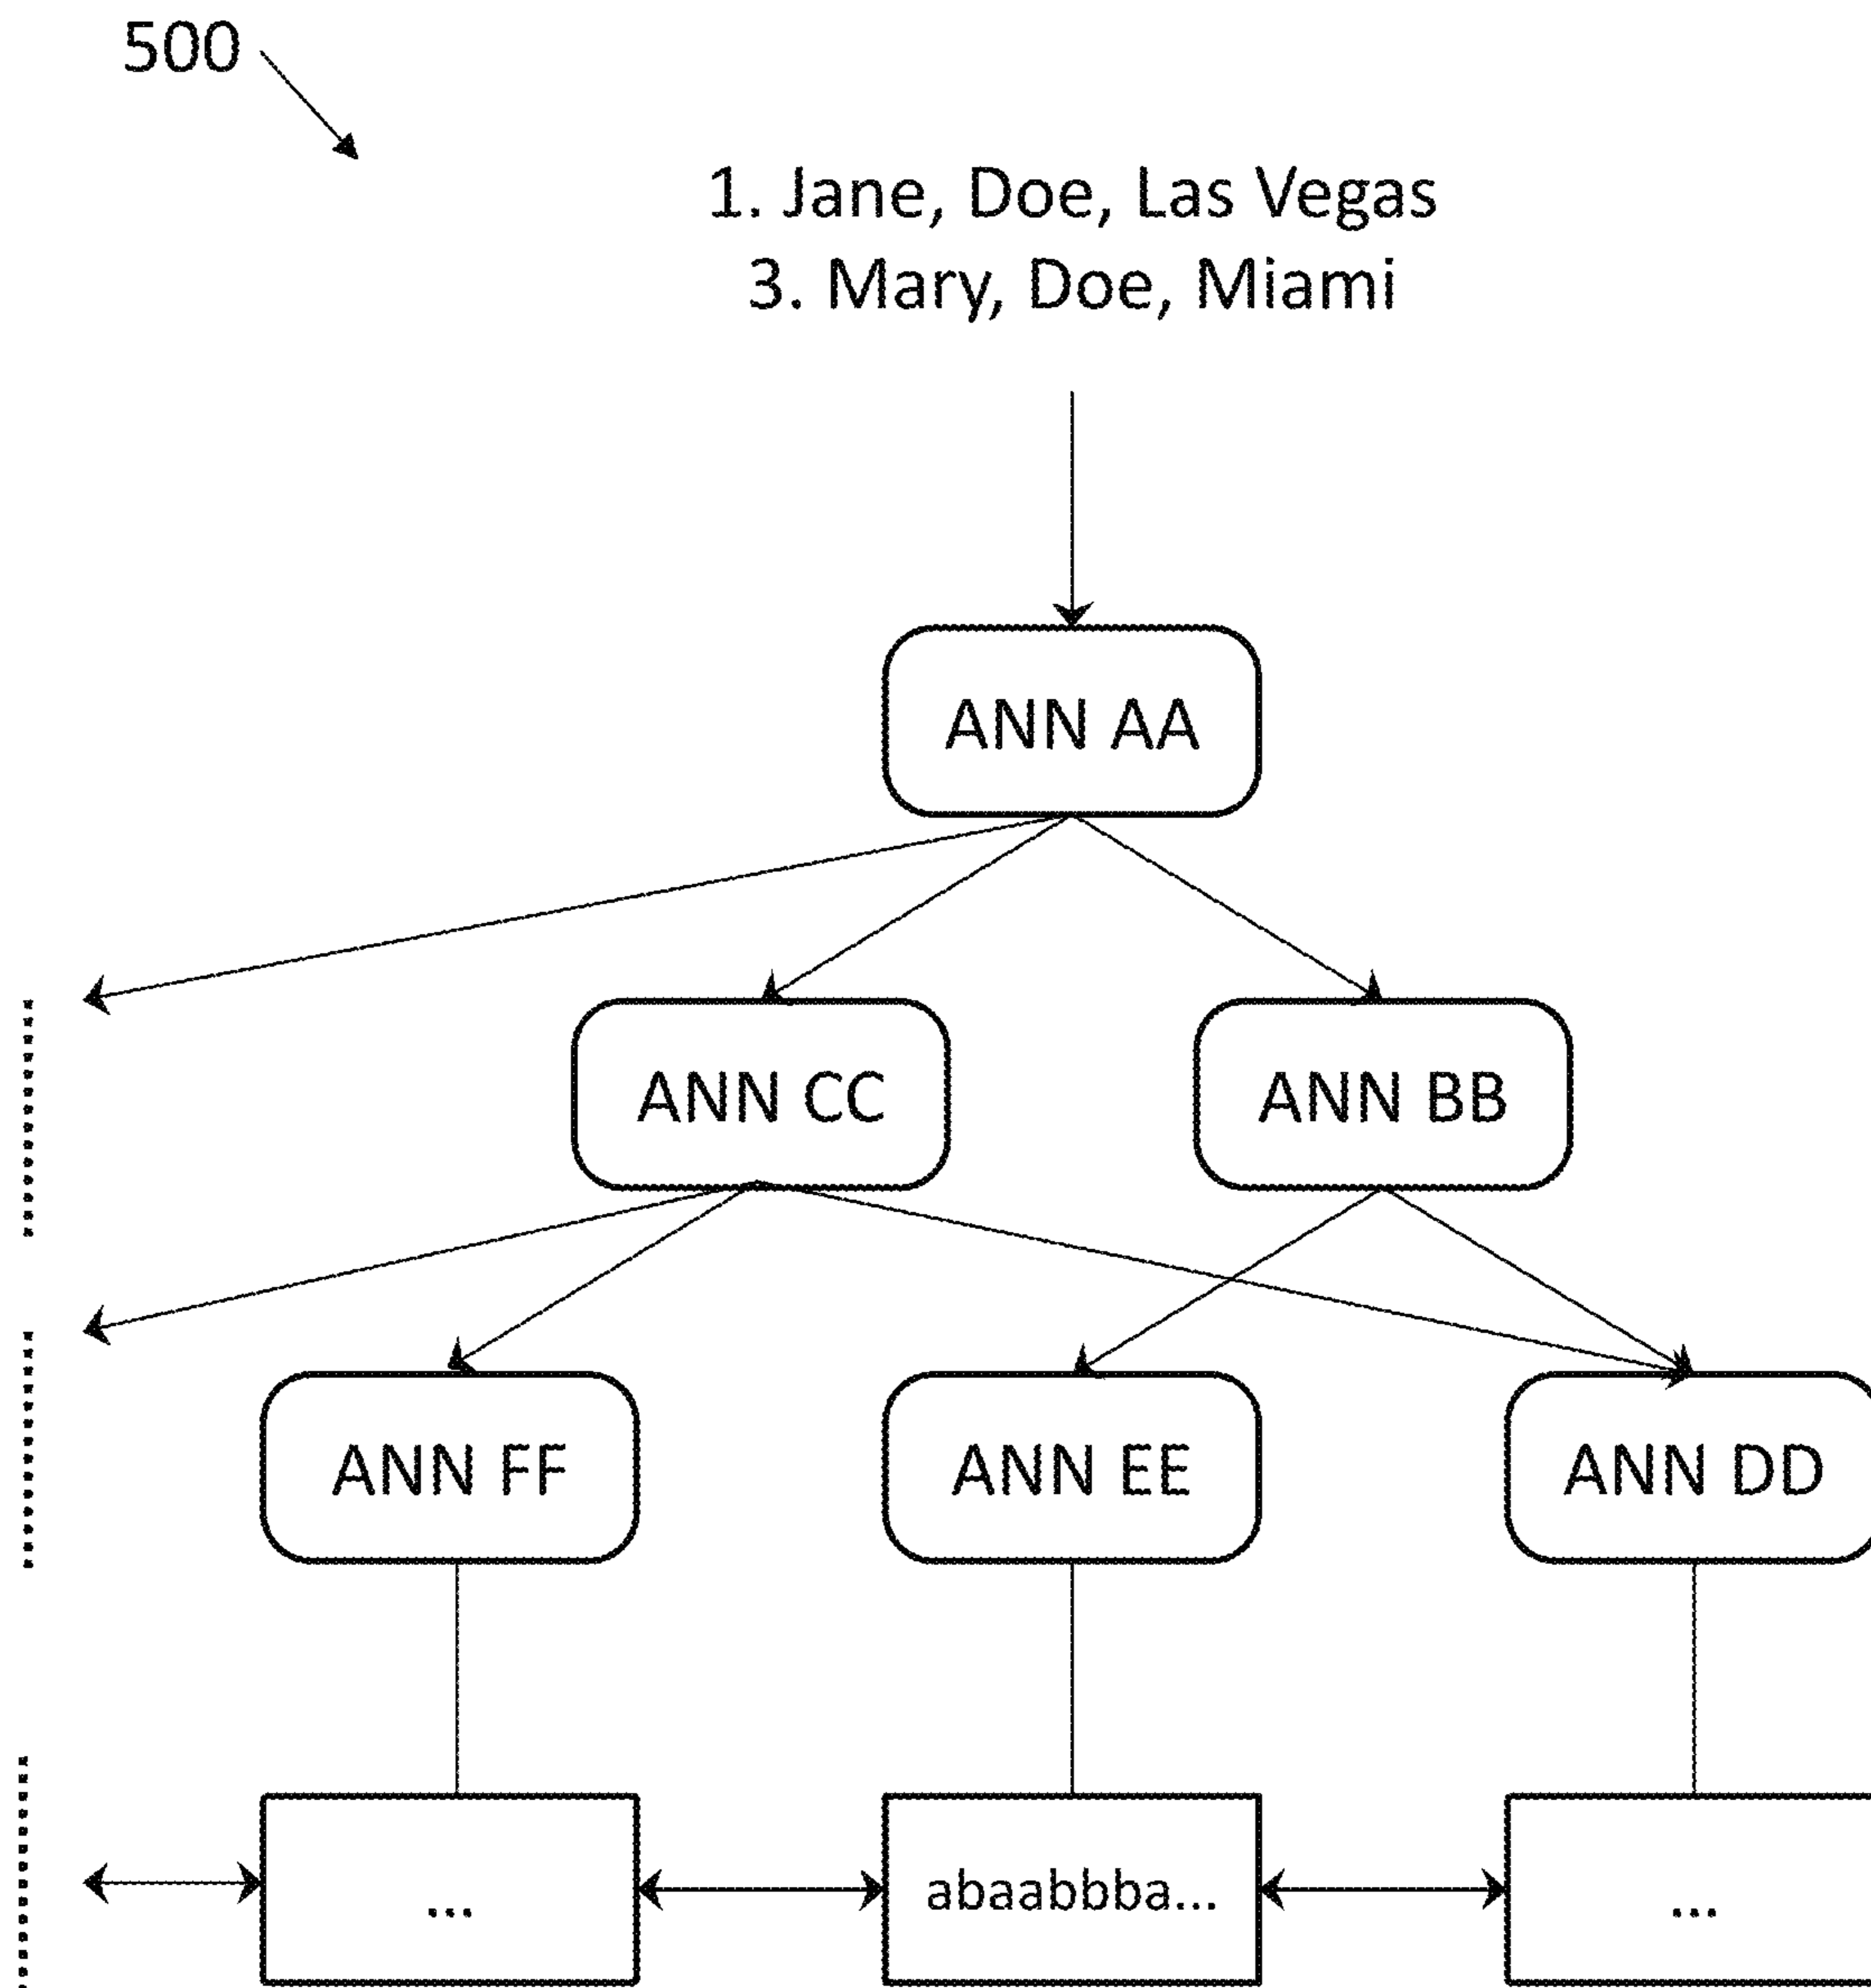 500
1. Jane, Doe, Las Vegas
3. Mary, Doe, Miami
ANN AA
ANN CC
ANN BB
ANN FF
ANN EE
ANN DD
...
abaabbba...
...